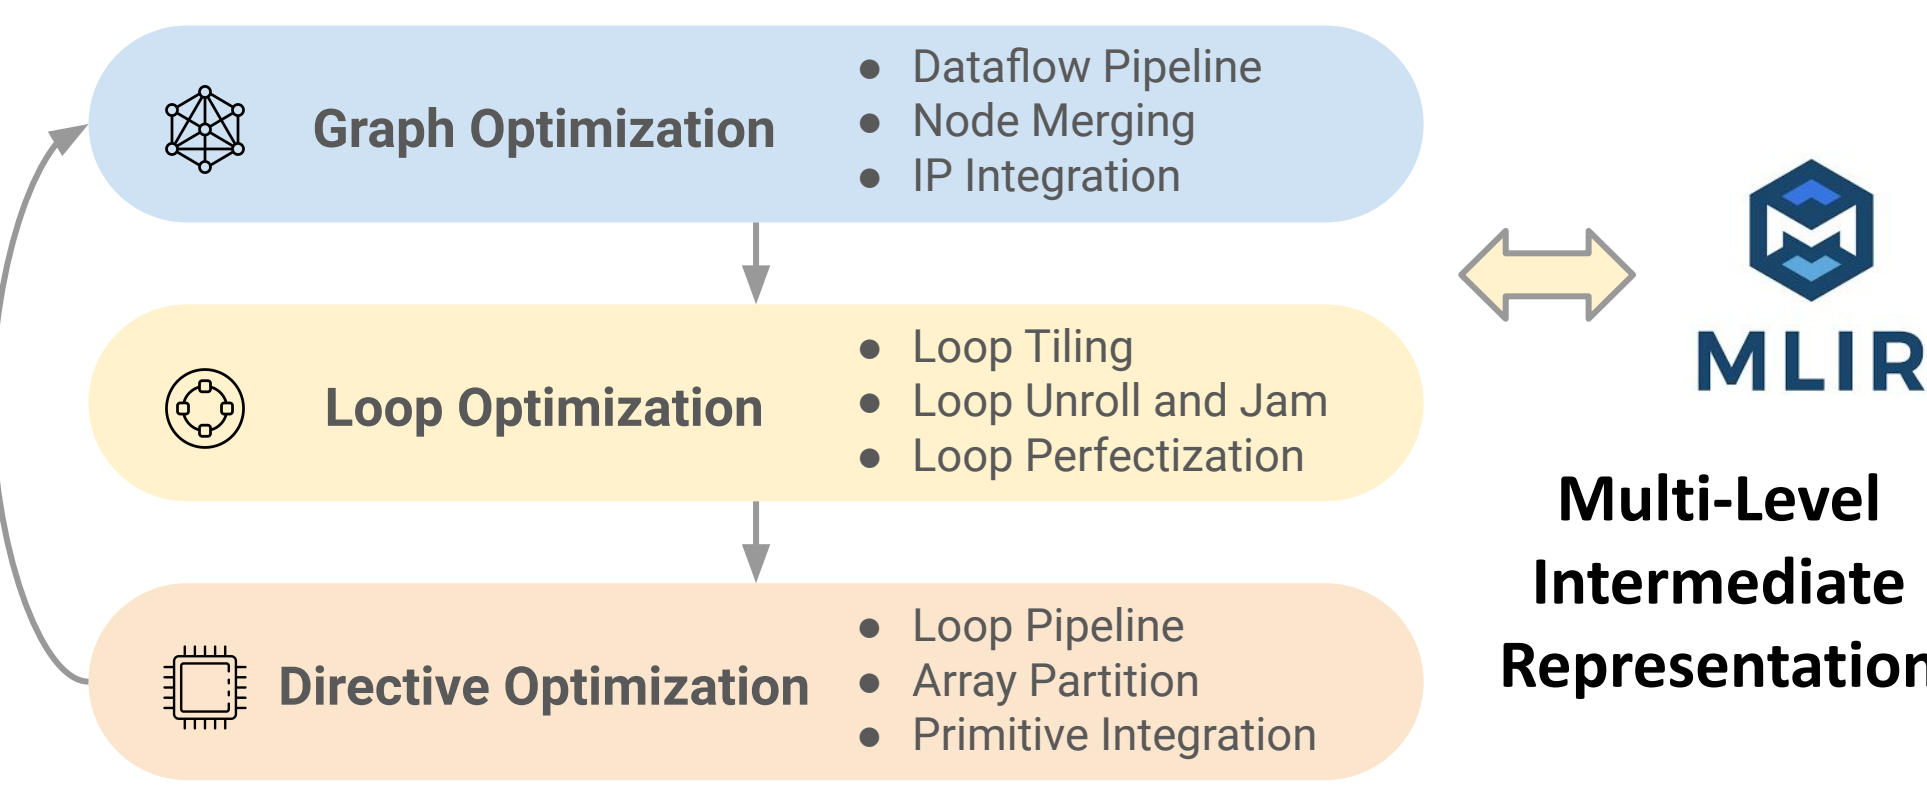 Graph Optimization
● Dataflow Pipeline
● Node Merging
● IP Integration
Loop Optimization
● Loop Tiling
● Loop Unroll and Jam
● Loop Perfectization
Directive Optimization
● Loop Pipeline
● Array Partition
● Primitive Integration
MLIR
Multi-Level
Intermediate
Representation